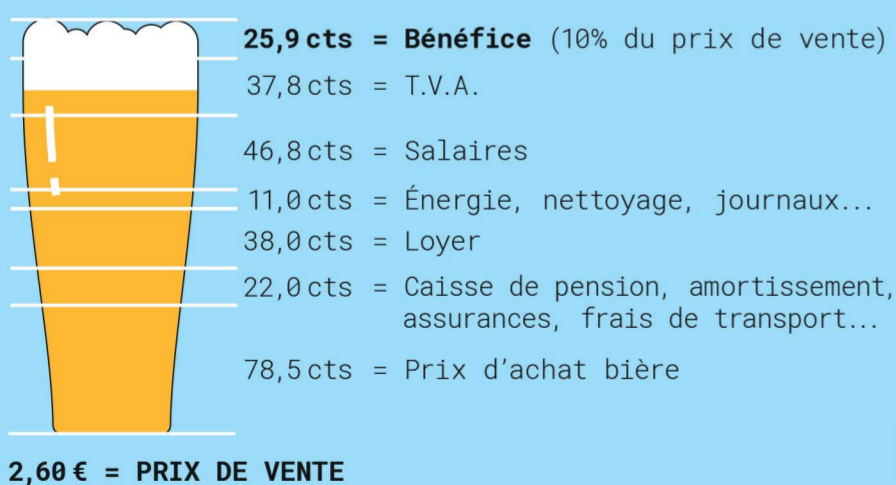 25,9 cts = Bénéfice (10% du prix de vente)
37,8 cts = T.V.A.
46,8 cts = Salaires
11,0 cts = Énergie, nettoyage, journaux...
38,0 cts = Loyer
22,0 cts = Caisse de pension, amortissement,
assurances, frais de transport...
78,5 cts = Prix d'achat bière
2,60 € = PRIX DE VENTE